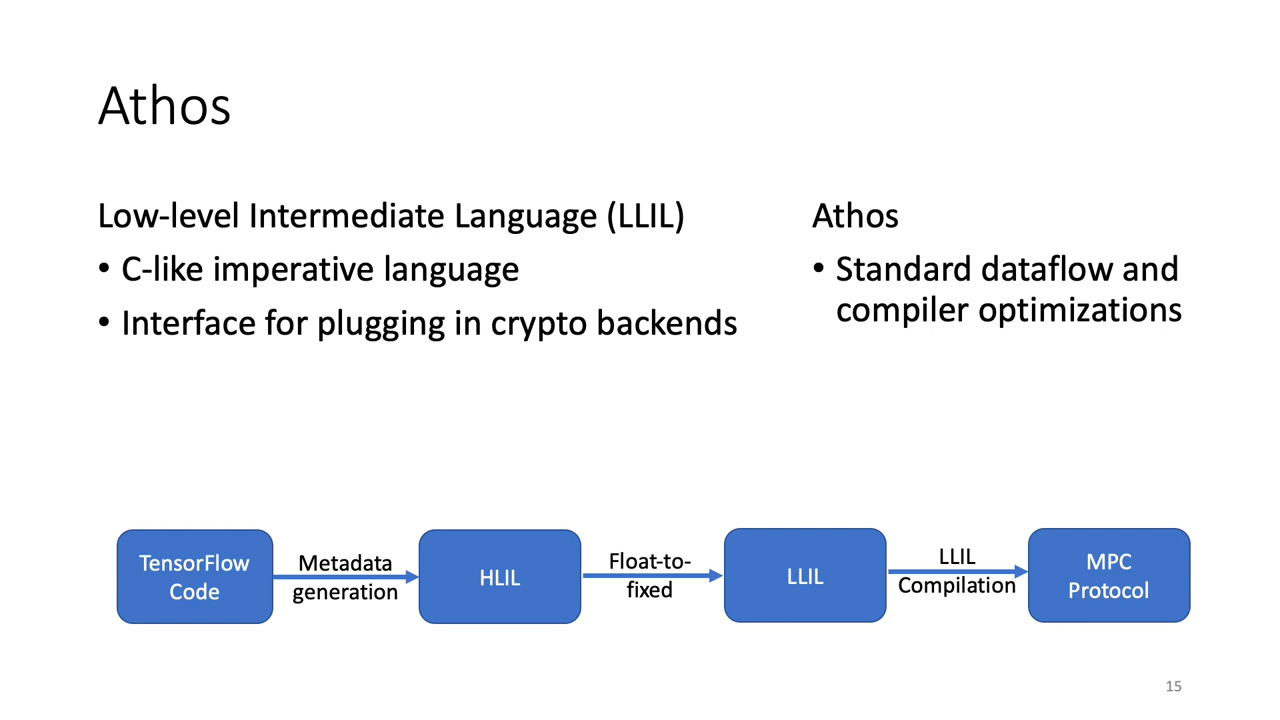 Athos
Low-level Intermediate Language (LLIL)
• C-like imperative language
• Interface for plugging in crypto backends
Athos
• Standard dataflow and
compiler optimizations
TensorFlow
Code
Metadata
generation
HLIL
Float-to-
fixed
LLIL
LLIL
Compilation
MPC
Protocol
15